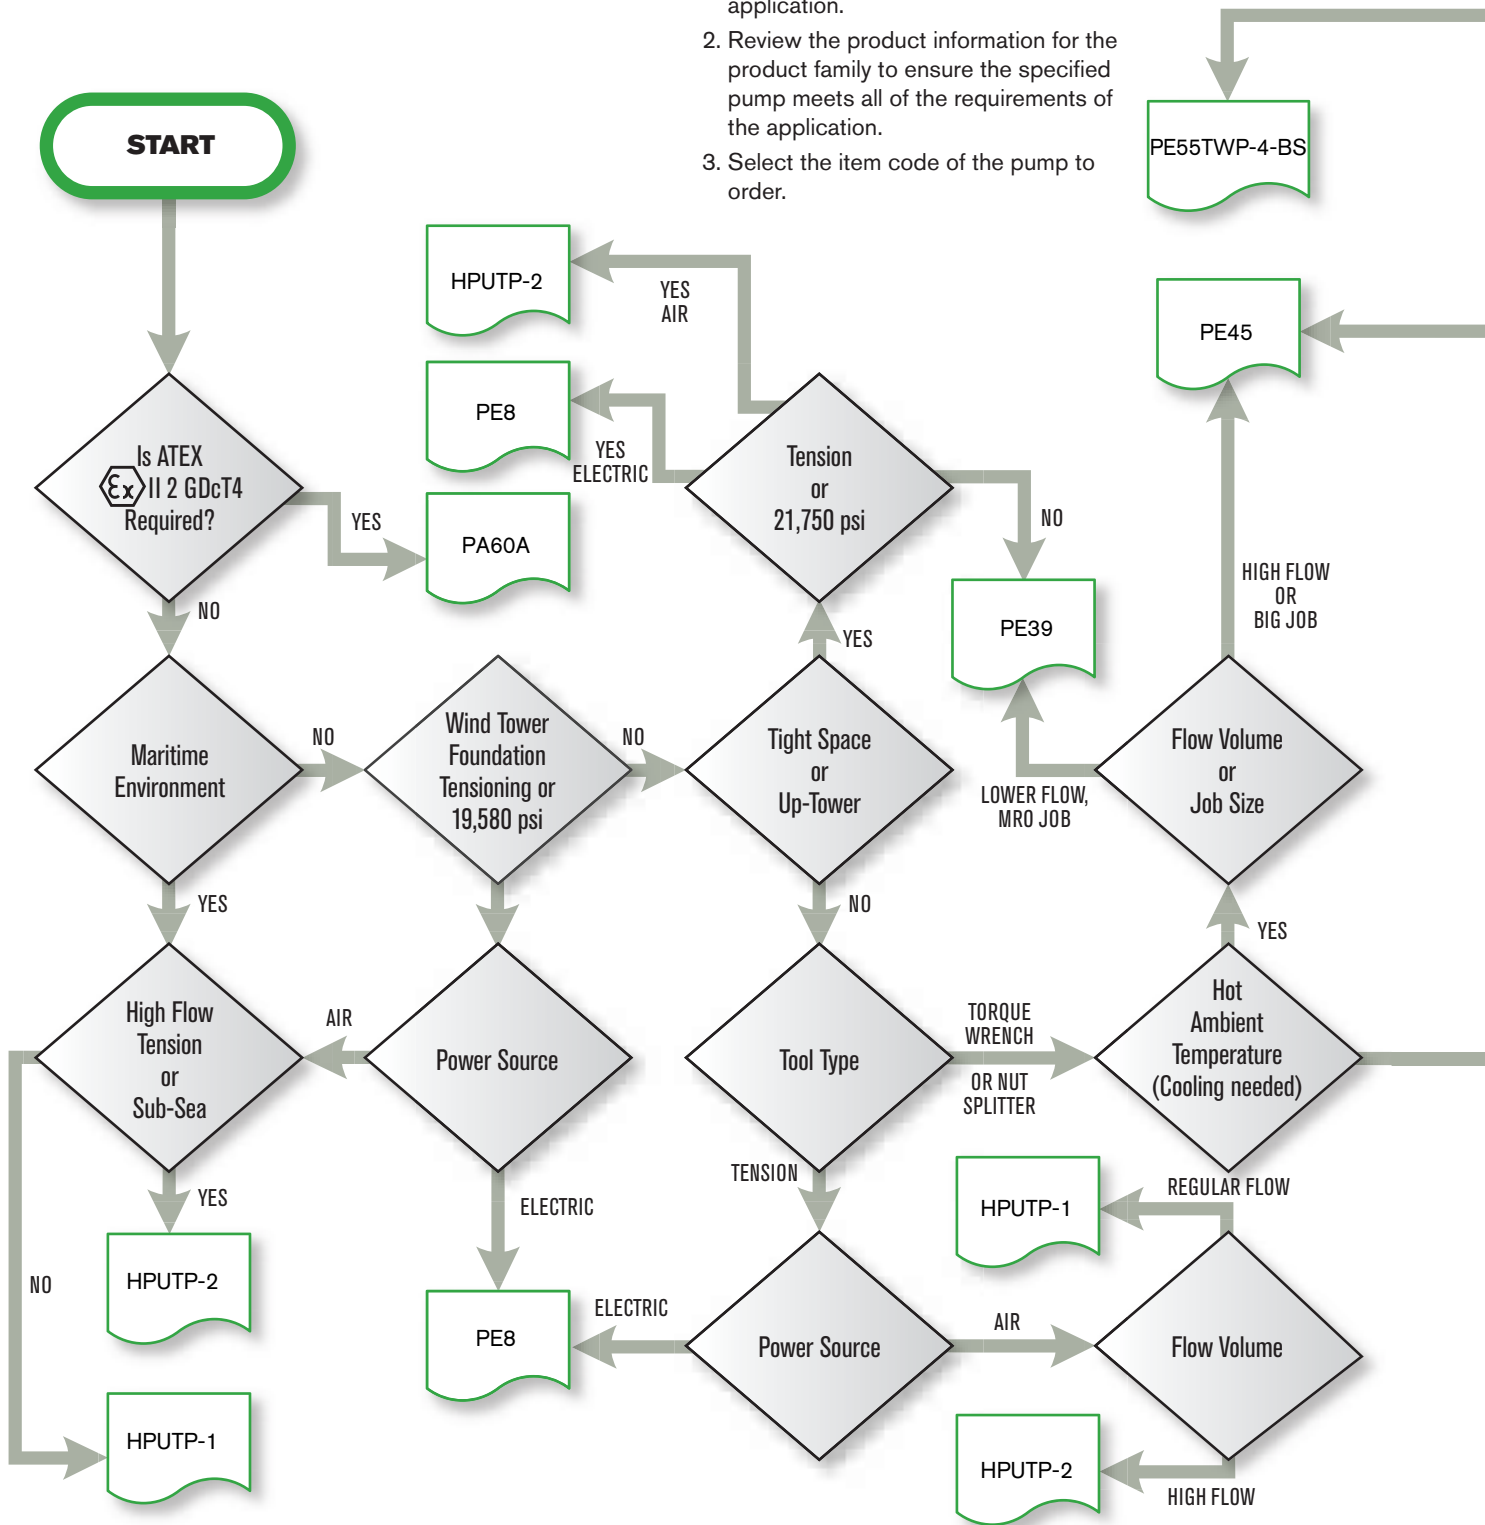 application.
2. Review the product information for the
product family to ensure the specified
pump meets all of the requirements of
the application.
3. Select the item code of the pump to
order.
START
PE55TWP-4-BS
HPUTP-2
YES
AIR
PE45
PE8
YES
ELECTRIC
Tension
or
21,750 psi
Is ATEX
Ex II 2 GDcT4
Required?
YES
PA60A
NO
NO
PE39
HIGH FLOW
OR
BIG JOB
YES
Maritime
Environment
NO
Wind Tower
Foundation
Tensioning or
19,580 psi
NO
Tight Space
or
Up-Tower
LOWER FLOW,
MRO JOB
Flow Volume
or
Job Size
YES
NO
YES
High Flow
Tension
or
Sub-Sea
AIR
Power Source
Tool Type
TORQUE
WRENCH
OR NUT
SPLITTER
Hot
Ambient
Temperature
(Cooling needed)
YES
ELECTRIC
TENSION
HPUTP-1
REGULAR FLOW
NO
HPUTP-2
PE8
ELECTRIC
Power Source
AIR
Flow Volume
HPUTP-1
HPUTP-2
HIGH FLOW